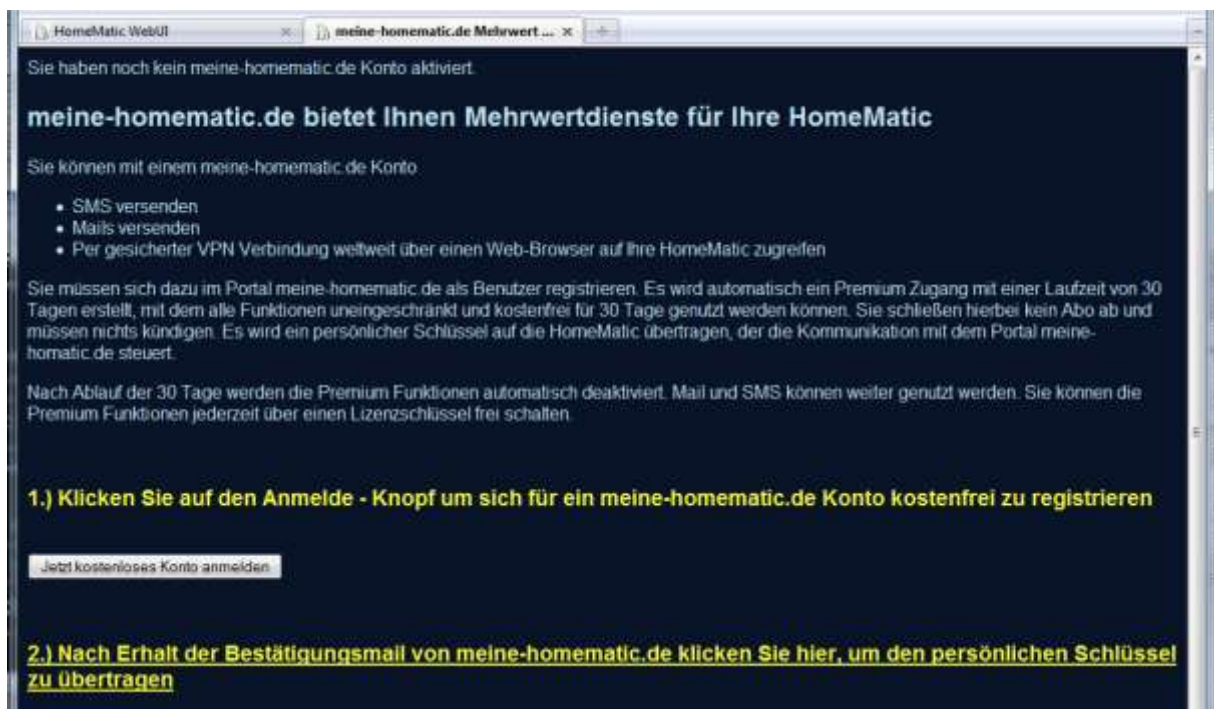 HomeMatic WebUI
meine-homematic.de Mehrwert ...
Sie haben noch kein meine-homematic.de Konto aktiviert.
meine-homematic.de bietet Ihnen Mehrwertdienste für Ihre HomeMatic
Sie können mit einem meine-homematic.de Konto
• SMS versenden
• Mails versenden
• Per gesicherter VPN Verbindung weltweit über einen Web-Browser auf Ihre HomeMatic zugreifen
Sie müssen sich dazu im Portal meine-homematic.de als Benutzer registrieren. Es wird automatisch ein Premium Zugang mit einer Laufzeit von 30
Tagen erstellt, mit dem alle Funktionen uneingeschränkt und kostenfrei für 30 Tage genutzt werden können. Sie schließen hierbei kein Abo ab und
müssen nichts kündigen. Es wird ein persönlicher Schlüssel auf die HomeMatic übertragen, der die Kommunikation mit dem Portal meine-
homatic.de steuert.
Nach Ablauf der 30 Tage werden die Premium Funktionen automatisch deaktiviert. Mail und SMS können weiter genutzt werden. Sie können die
Premium Funktionen jederzeit über einen Lizenzschlüssel frei schalten.
1.) Klicken Sie auf den Anmelde - Knopf um sich für ein meine-homematic.de Konto kostenfrei zu registrieren
Jetzt kostenloses Konto anmelden
2.) Nach Erhalt der Bestätigungsmail von meine-homematic.de klicken Sie hier, um den persönlichen Schlüssel
zu übertragen